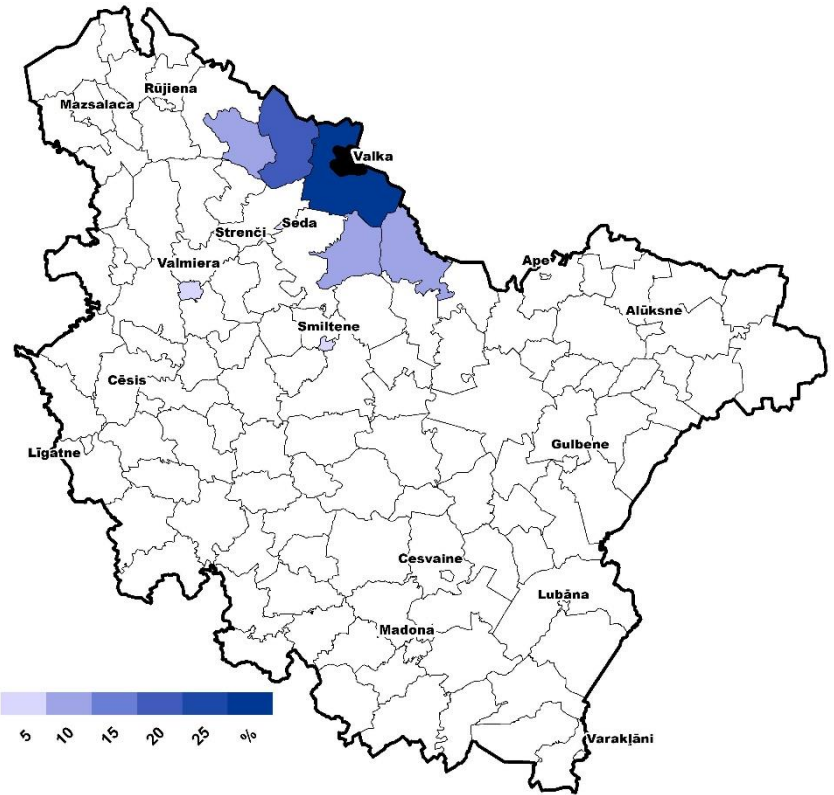 Rūjiena
Mazsalaca
Valka
Seda
Strenči
Valmiera
Ape
Alūksne
Smiltene
Cēsis
Gulbene
Līgatne
Cesvaine
Lubāna
Madona
5 10 15 20 25 %
Varakļāni